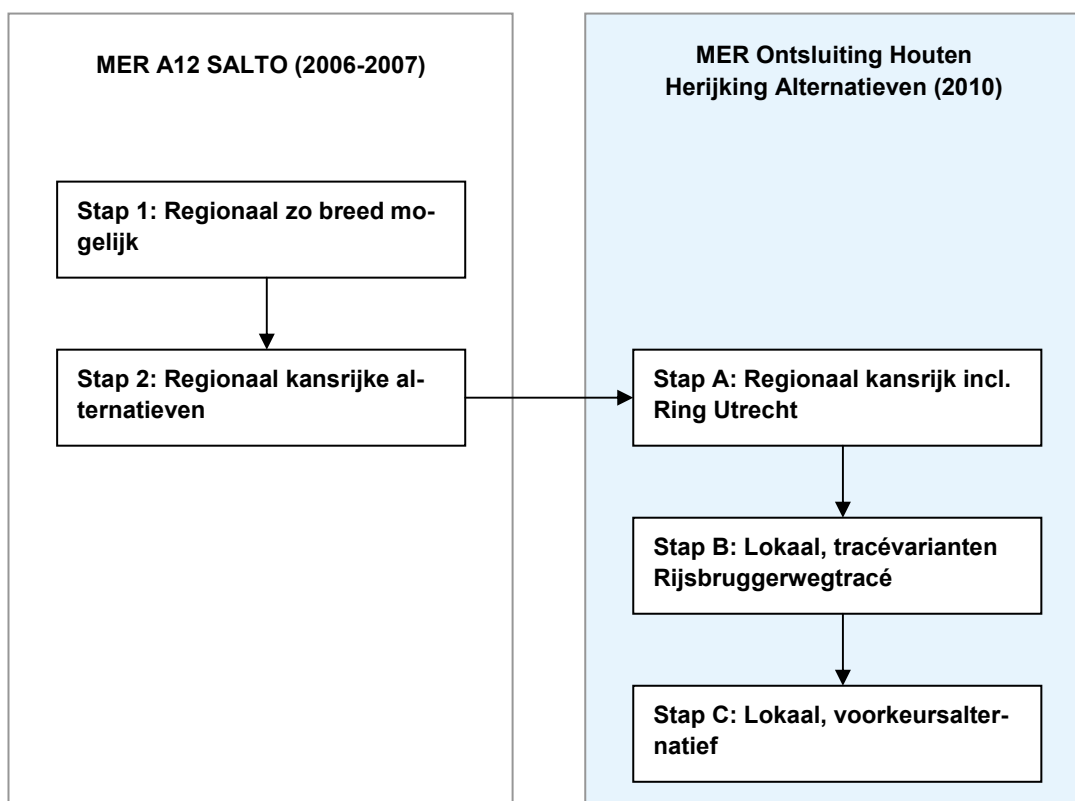 MER A12 SALTO (2006-2007)
Stap 1: Regionaal zo breed mo-
gelijk
Stap 2: Regionaal kansrijke al-
ternatieven
MER Ontsluiting Houten
Herijking Alternatieven (2010)
Stap A: Regionaal kansrijk incl.
Ring Utrecht
Stap B: Lokaal, tracévarianten
Rijsbruggerwegtracé
Stap C: Lokaal, voorkeursalter-
natief